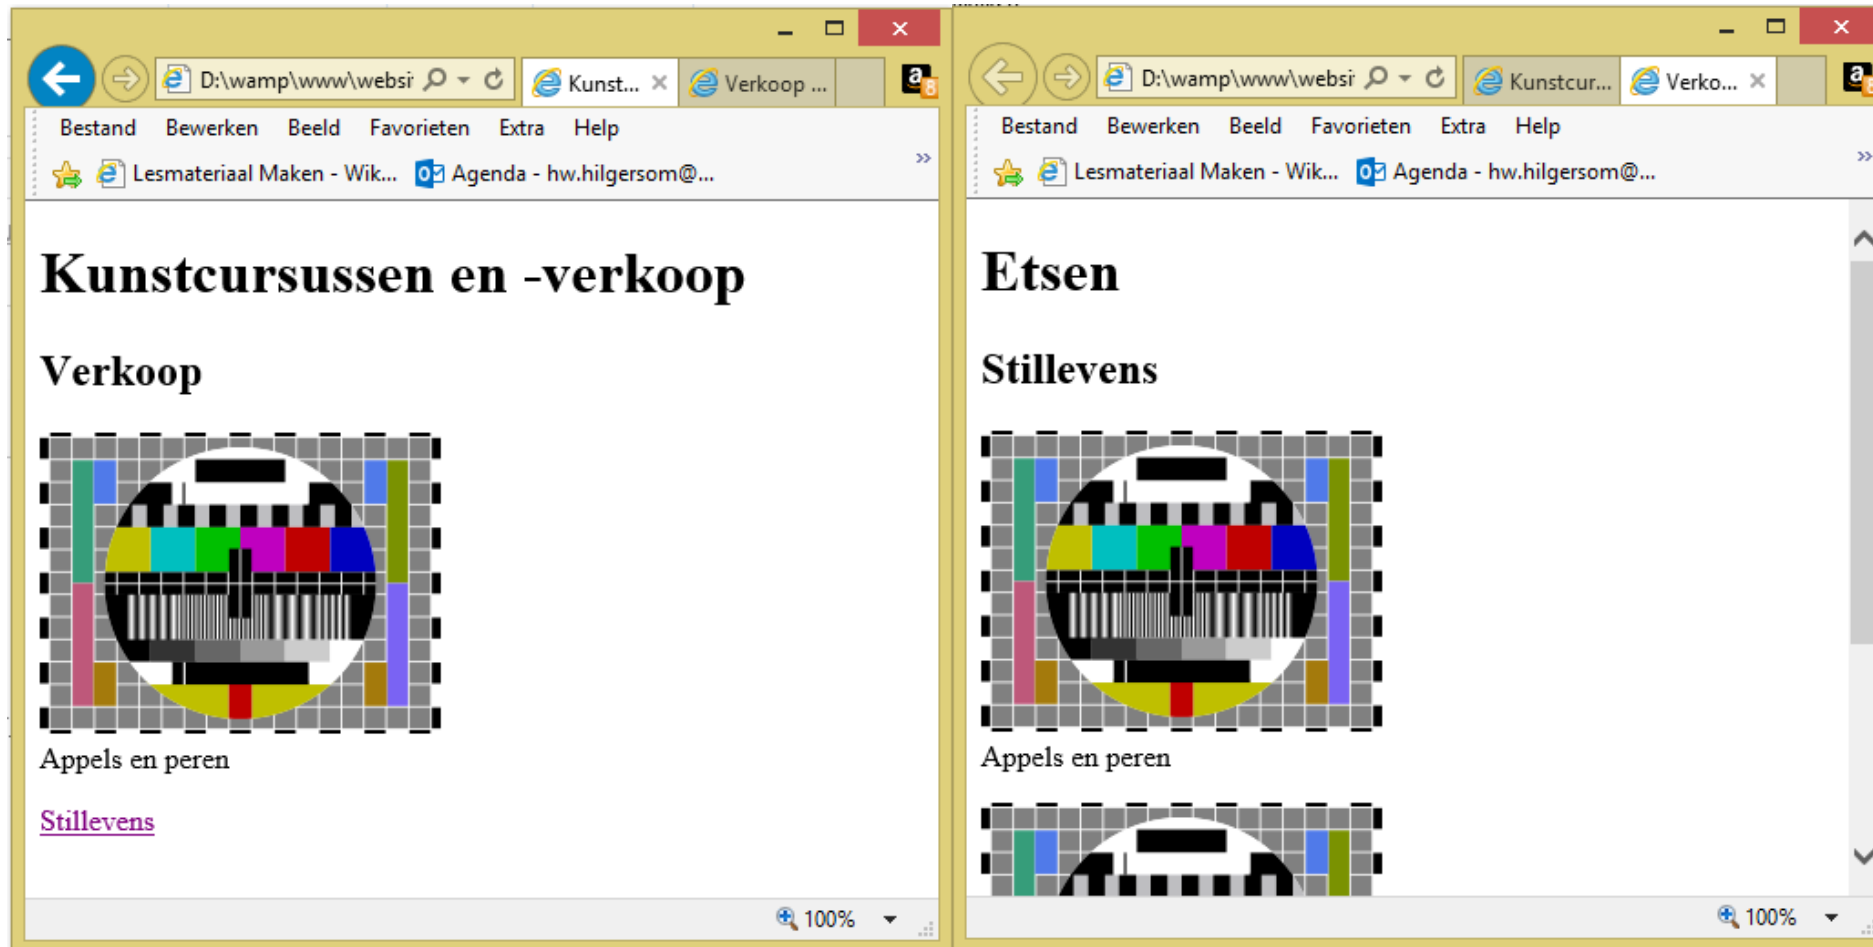 D:\wamp\www\websi
Kunst...
Verkoop ...
Bestand Bewerken Beeld Favorieten Extra Help
Lesmateriaal Maken - Wik... Agenda - hw.hilgersom@...
Kunstcursussen en -verkoop
Verkoop
Appels en peren
Stillevens
100%
D:\wamp\www\websi
Kunstcur...
Verko...
Bestand Bewerken Beeld Favorieten Extra Help
Lesmateriaal Maken - Wik... Agenda - hw.hilgersom@...
Etsen
Stillevens
Appels en peren
100%